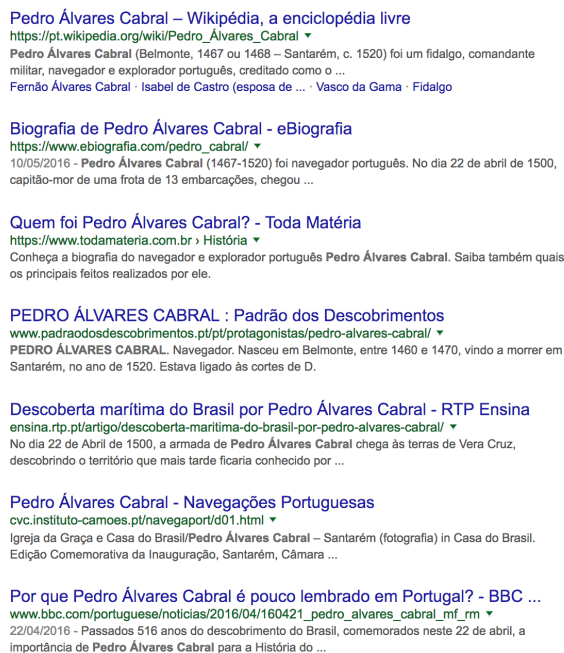 Pedro Álvares Cabral – Wikipédia, a enciclopédia livre
https://pt.wikipedia.org/wiki/Pedro_Álvares_Cabral
Pedro Álvares Cabral (Belmonte, 1467 ou 1468 – Santarém, c. 1520) foi um fidalgo, comandante
militar, navegador e explorador português, creditado como o ...
Fernão Álvares Cabral · Isabel de Castro (esposa de ... · Vasco da Gama · Fidalgo
Biografia de Pedro Álvares Cabral - eBiografia
https://www.ebiografia.com/pedro_cabral/
10/05/2016 - Pedro Álvares Cabral (1467-1520) foi navegador português. No dia 22 de abril de 1500,
capitão-mor de uma frota de 13 embarcações, chegou ...
Quem foi Pedro Álvares Cabral? - Toda Matéria
https://www.todamateria.com.br › História
Conheça a biografia do navegador e explorador português Pedro Álvares Cabral. Saiba também quais
os principais feitos realizados por ele.
PEDRO ÁLVARES CABRAL : Padrão dos Descobrimentos
www.padraodosdescobrimentos.pt/pt/protagonistas/pedro-alvares-cabral/
PEDRO ÁLVARES CABRAL. Navegador. Nasceu em Belmonte, entre 1460 e 1470, vindo a morrer em
Santarém, no ano de 1520. Estava ligado às cortes de D.
Descoberta marítima do Brasil por Pedro Álvares Cabral - RTP Ensina
ensina.rtp.pt/artigo/descoberta-maritima-do-brasil-por-pedro-alvares-cabral/
No dia 22 de Abril de 1500, a armada de Pedro Álvares Cabral chega às terras de Vera Cruz,
descobrindo o território que mais tarde ficaria conhecido por ...
Pedro Álvares Cabral - Navegações Portuguesas
cvc.instituto-camoes.pt/navegaport/d01.html
Igreja da Graça e Casa do Brasil/Pedro Álvares Cabral – Santarém (fotografia) in Casa do Brasil.
Edição Comemorativa da Inauguração, Santarém, Câmara ...
Por que Pedro Álvares Cabral é pouco lembrado em Portugal? - BBC ...
www.bbc.com/portuguese/noticias/2016/04/160421_pedro_alvares_cabral_mf_rm
22/04/2016 - Passados 516 anos do descobrimento do Brasil, comemorados neste 22 de abril, a
importância de Pedro Álvares Cabral para a História do ...